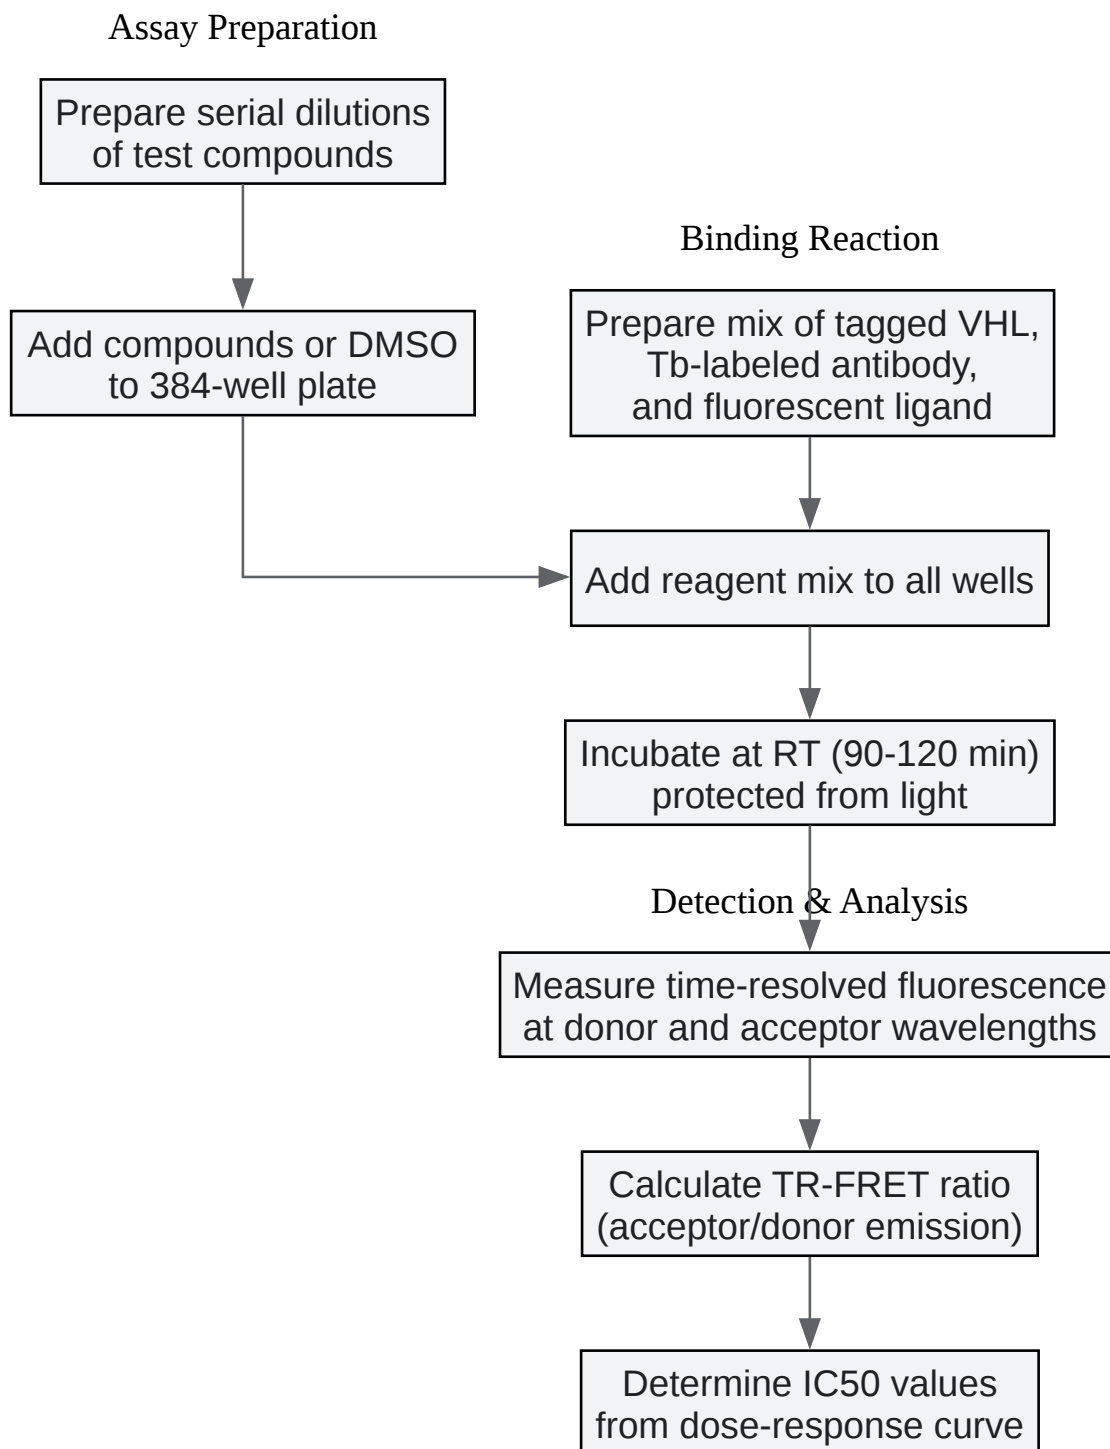 Assay Preparation
Prepare serial dilutions
of test compounds
Add compounds or DMSO
to 384-well plate
Binding Reaction
Prepare mix of tagged VHL,
Tb-labeled antibody,
and fluorescent ligand
Add reagent mix to all wells
Incubate at RT (90-120 min)
protected from light
Detection & Analysis
Measure time-resolved fluorescence
at donor and acceptor wavelengths
Calculate TR-FRET ratio
(acceptor/donor emission)
Determine IC50 values
from dose-response curve